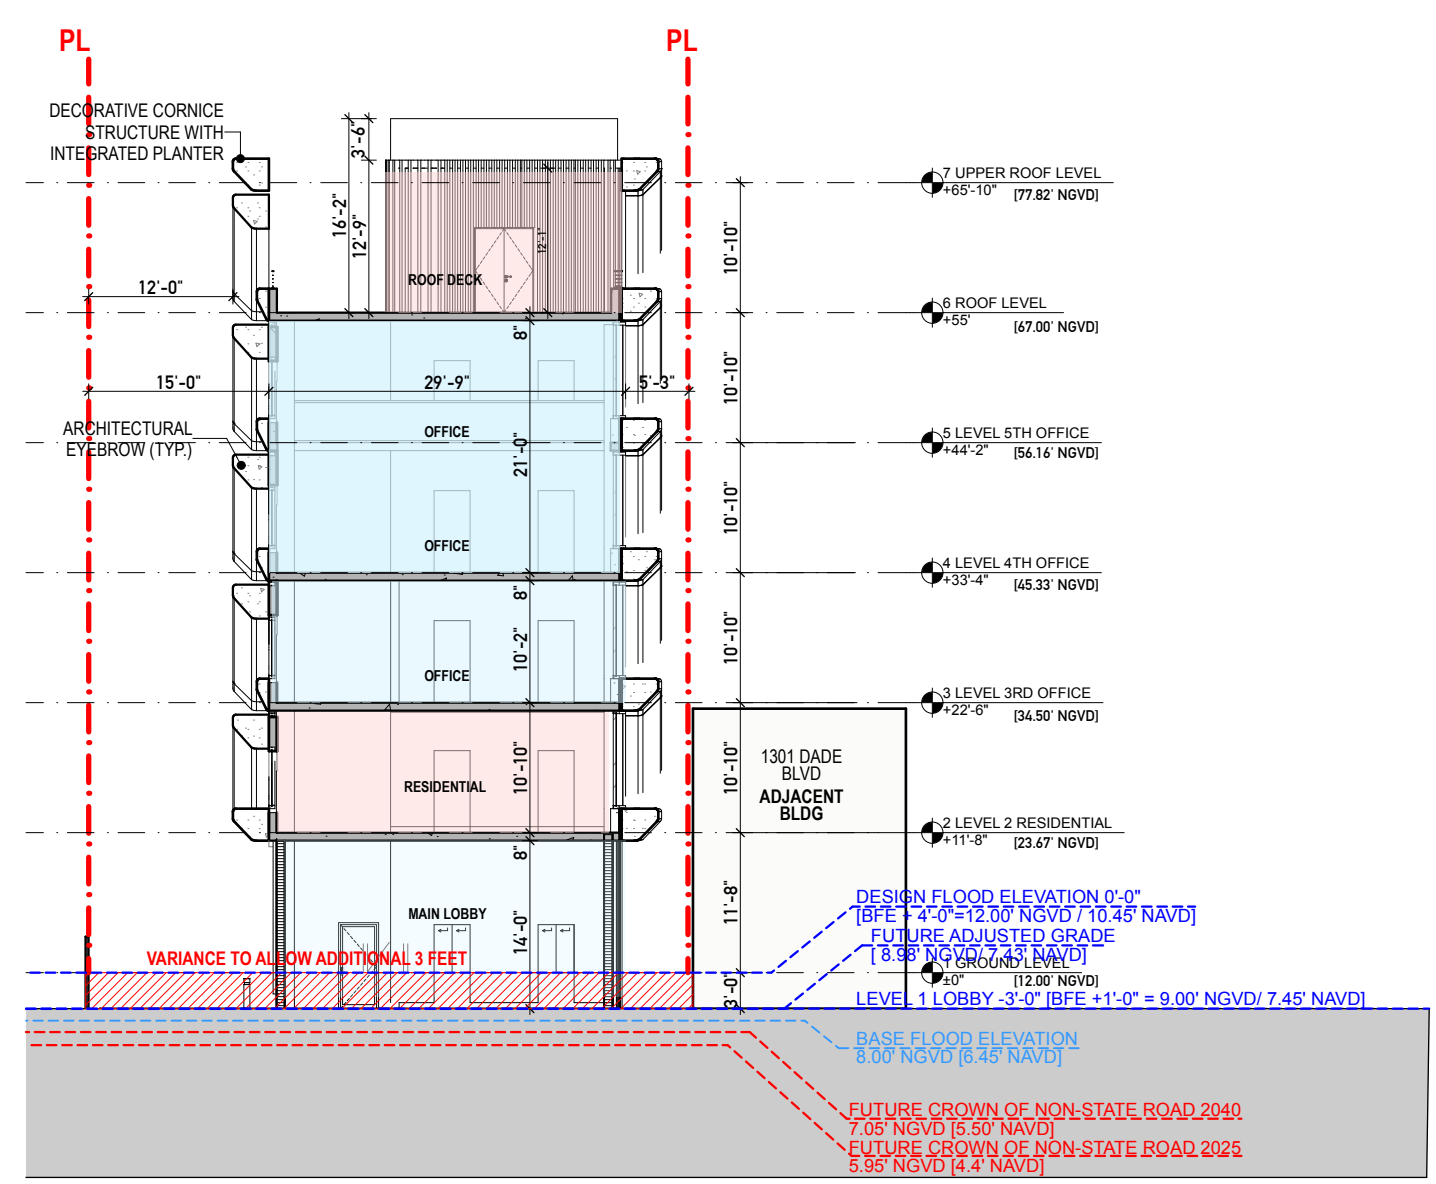 PL
PL
DECORATIVE CORNICE
STRUCTURE WITH
INTEGRATED PLANTER
3'-6"
16'-2"
12'-9"
12'-1"
ROOF DECK
12'-0"
7 UPPER ROOF LEVEL
+65'-10" [77.82' NGVD]
10'-10"
6 ROOF LEVEL
+55' [67.00' NGVD]
8"
15'-0"
29'-9"
5'-3"
10'-10"
ARCHITECTURAL
EYEBROW (TYP.)
OFFICE
21'-0"
5 LEVEL 5TH OFFICE
+44'-2" [56.16' NGVD]
10'-10"
OFFICE
4 LEVEL 4TH OFFICE
+33'-4" [45.33' NGVD]
8"
10'-2"
10'-10"
OFFICE
3 LEVEL 3RD OFFICE
+22'-6" [34.50' NGVD]
1301 DADE
BLVD
ADJACENT
BLDG
RESIDENTIAL
10'-10"
10'-10"
2 LEVEL 2 RESIDENTIAL
+11'-8" [23.67' NGVD]
8"
11'-8"
MAIN LOBBY
14'-0"
DESIGN FLOOD ELEVATION 0'-0"
[BFE + 4'-0"=12.00' NGVD / 10.45' NAVD]
FUTURE ADJUSTED GRADE
[ 8.98' NGVD/ 7.43' NAVD]
VARIANCE TO ALLOW ADDITIONAL 3 FEET
1 GROUND LEVEL
±0" [12.00' NGVD]
3'-0"
LEVEL 1 LOBBY -3'-0" [BFE +1'-0" = 9.00' NGVD/ 7.45' NAVD]
BASE FLOOD ELEVATION
8.00' NGVD [6.45' NAVD]
FUTURE CROWN OF NON-STATE ROAD 2040
7.05' NGVD [5.50' NAVD]
FUTURE CROWN OF NON-STATE ROAD 2025
5.95' NGVD [4.4' NAVD]